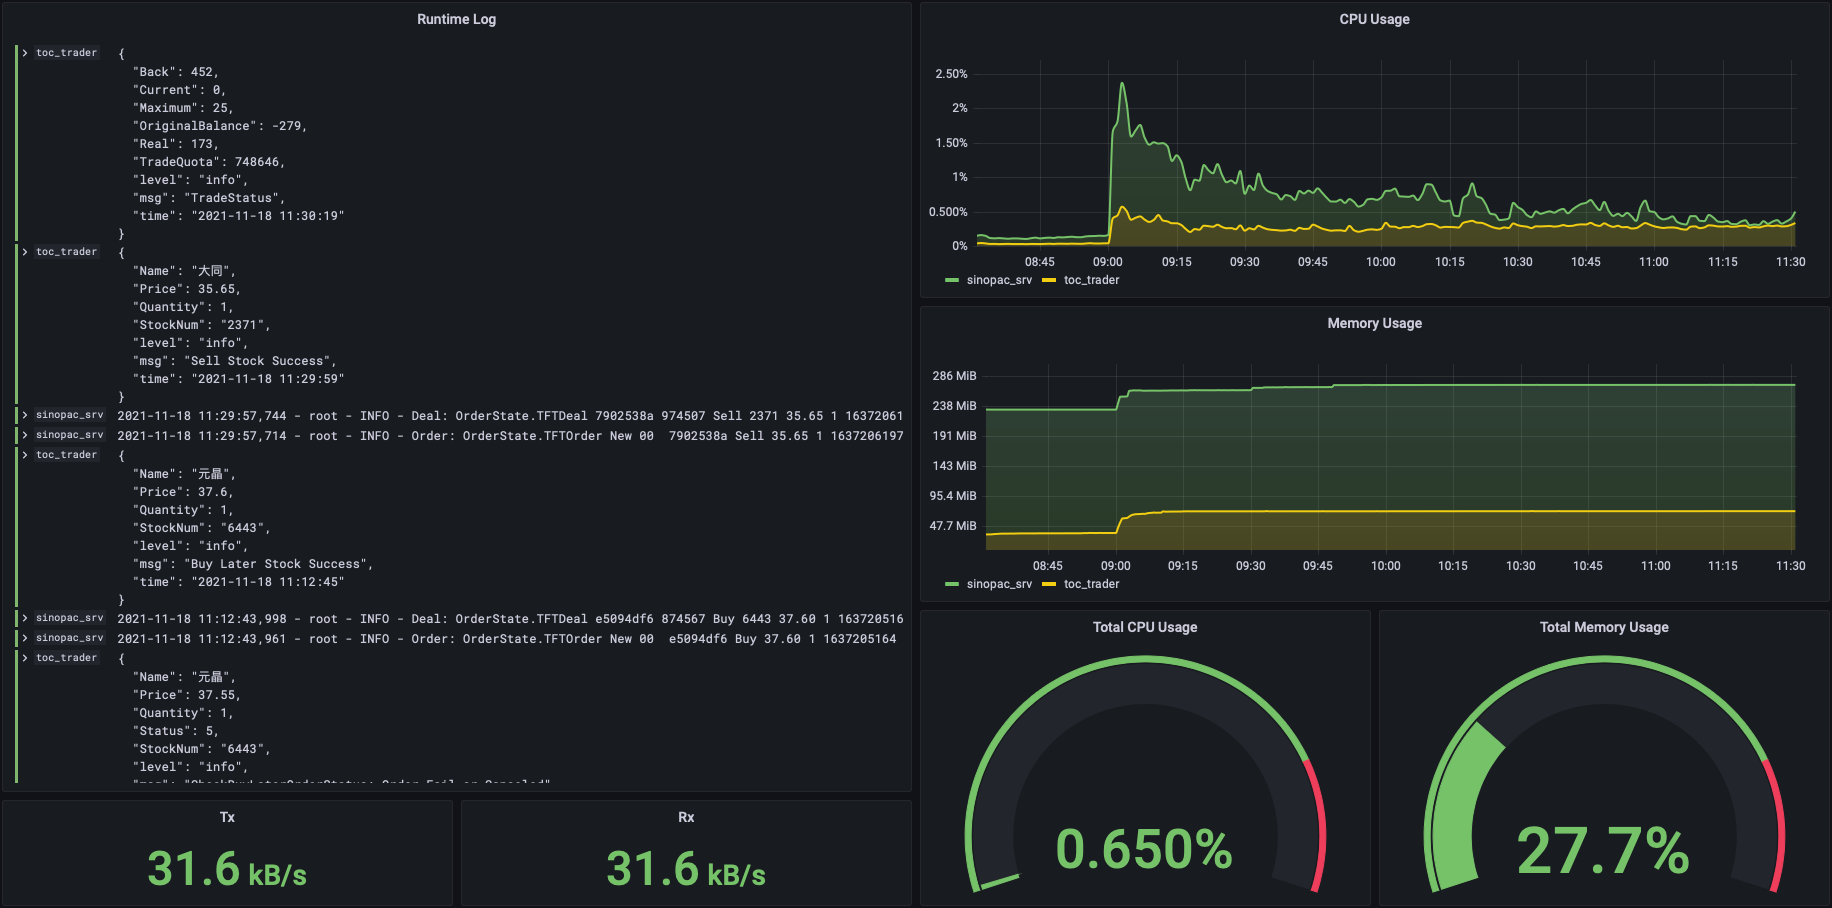 Runtime Log
toc_trader {
"Back": 452,
"Current": 0,
"Maximum": 25,
"OriginalBalance": -279,
"Real": 173,
"TradeQuota": 748646,
"level": "info",
"msg": "TradeStatus",
"time": "2021-11-18 11:30:19"
}
toc_trader {
"Name": "大同",
"Price": 35.65,
"Quantity": 1,
"StockNum": "2371",
"level": "info",
"msg": "Sell Stock Success",
"time": "2021-11-18 11:29:59"
}
sinopac_srv 2021-11-18 11:29:57,744 - root - INFO - Deal: OrderState.TFTDeal 7902538a 974507 Sell 2371 35.65 1 16372061
sinopac_srv 2021-11-18 11:29:57,714 - root - INFO - Order: OrderState.TFTOrder New 00  7902538a Sell 35.65 1 1637206197
toc_trader {
"Name": "元晶",
"Price": 37.6,
"Quantity": 1,
"StockNum": "6443",
"level": "info",
"msg": "Buy Later Stock Success",
"time": "2021-11-18 11:12:45"
}
sinopac_srv 2021-11-18 11:12:43,998 - root - INFO - Deal: OrderState.TFTDeal e5094df6 874567 Buy 6443 37.60 1 163720516
sinopac_srv 2021-11-18 11:12:43,961 - root - INFO - Order: OrderState.TFTOrder New 00  e5094df6 Buy 37.60 1 1637205164
toc_trader {
"Name": "元晶",
"Price": 37.55,
"Quantity": 1,
"Status": 5,
"StockNum": "6443",
"level": "info",
Tx
31.6 kB/s
Rx
31.6 kB/s
CPU Usage
2.50%
2%
1.50%
1%
0.500%
0%
08:45 09:00 09:15 09:30 09:45 10:00 10:15 10:30 10:45 11:00 11:15 11:30
sinopac_srv toc_trader
Memory Usage
286 MiB
238 MiB
191 MiB
143 MiB
95.4 MiB
47.7 MiB
08:45 09:00 09:15 09:30 09:45 10:00 10:15 10:30 10:45 11:00 11:15 11:30
sinopac_srv toc_trader
Total CPU Usage
0.650%
Total Memory Usage
27.7%